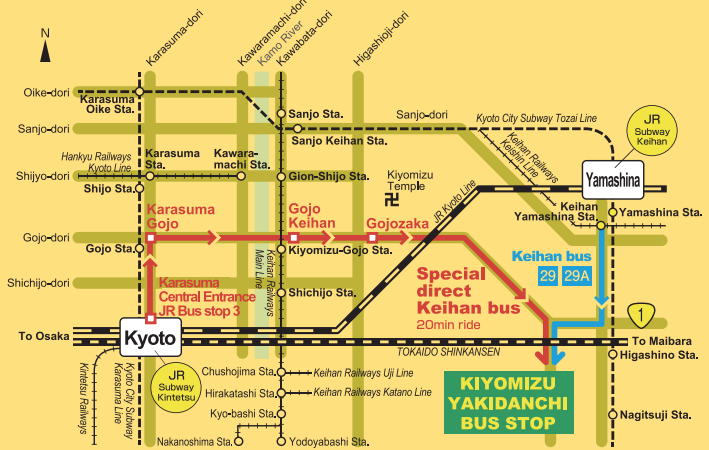 N
Karasuma-dori
Kawaramachi-dori
Kamo River
Kawabata-dori
Higashioji-dori
Oike-dori
Karasuma
Oike Sta.
Sanjo Sta.
Sanjo-dori
Sanjo-dori
Kyoto City Subway Tozai Line
Sanjo Keihan Sta.
JR
Subway
Keihan
Hankyu Railways
Kyoto Line
Karasuma
Sta.
Kawara-
machi Sta.
Keihan Railways
Keishin Line
Shijyo-dori
Shijo Sta.
Gion-Shijo Sta.
Kiyomizu
Temple
卍
JR Kyoto Line
Yamashina
Keihan
Yamashina Sta.
Yamashina Sta.
Karasuma
Gojo
Gojo
Keihan
Gojozaka
Gojo-dori
Gojo Sta.
Kiyomizu-Gojo Sta.
Keihan bus
29 29A
Keihan Railways
Main Line
Shichijo-dori
Karasuma
Central Entrance
JR Bus stop 3
Shichijo Sta.
Special
direct
Keihan bus
20min ride
1
To Osaka
Kyoto
To Maibara
TOKAIDO SHINKANSEN
Higashino Sta.
JR
Subway
Kintetsu
Kintetsu Railways
Kyoto City Subway
Karasuma Line
Chushojima Sta.
Keihan Railways Uji Line
Hirakatashi Sta.
Keihan Railways Katano Line
Kyo-bashi Sta.
Nakanoshima Sta.
Yodoyabashi Sta.
KIYOMIZU
YAKIDANCHI
BUS STOP
Nagitsuji Sta.